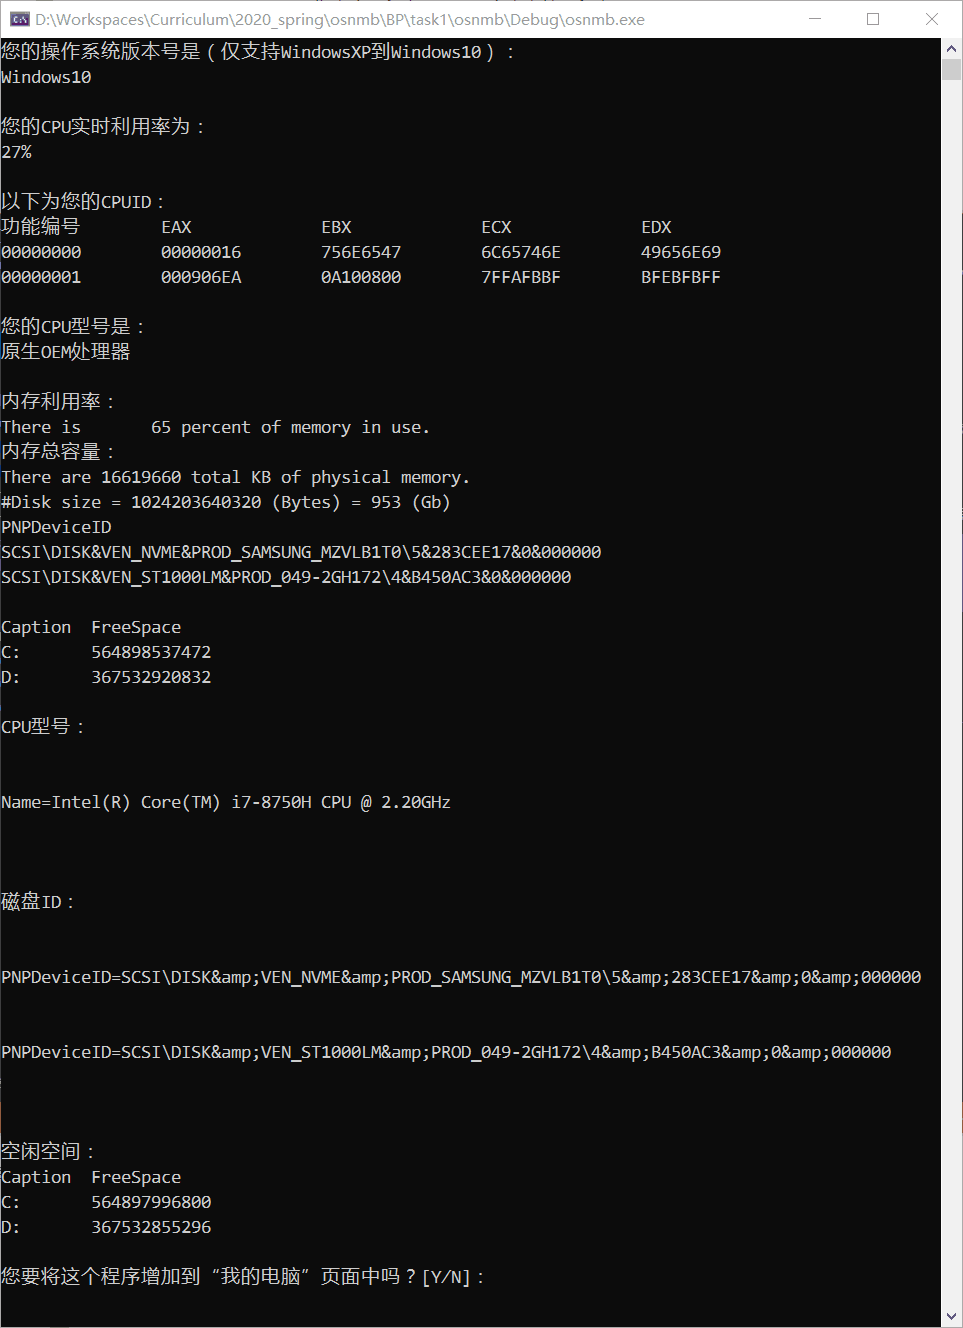 D:\Workspaces\Curriculum\2020_spring\osnmb\BP\task1\osnmb\Debug\osnmb.exe
您的操作系统版本号是（仅支持WindowsXP到Windows10）：
Windows10
您的CPU实时利用率为：
27%
以下为您的CPUID：
功能编号 EAX EBX ECX EDX
00000000 00000016 756E6547 6C65746E 49656E69
00000001 000906EA 0A100800 7FFAFBBF BFEBFBFF
您的CPU型号是：
原生OEM处理器
内存利用率：
There is 65 percent of memory in use.
内存总容量：
There are 16619660 total KB of physical memory.
#Disk size = 1024203640320 (Bytes) = 953 (Gb)
PNPDeviceID
SCSI\DISK&VEN_NVME&PROD_SAMSUNG_MZVLB1T0\5&283CEE17&0&000000
SCSI\DISK&VEN_ST1000LM&PROD_049-2GH172\4&B450AC3&0&000000
Caption FreeSpace
C: 564898537472
D: 367532920832
CPU型号：
Name=Intel(R) Core(TM) i7-8750H CPU @ 2.20GHz
磁盘ID：
PNPDeviceID=SCSI\DISK&amp;VEN_NVME&amp;PROD_SAMSUNG_MZVLB1T0\5&amp;283CEE17&amp;0&amp;000000
PNPDeviceID=SCSI\DISK&amp;VEN_ST1000LM&amp;PROD_049-2GH172\4&amp;B450AC3&amp;0&amp;000000
空闲空间：
Caption FreeSpace
C: 564897996800
D: 367532855296
您要将这个程序增加到“我的电脑”页面中吗？[Y/N]：